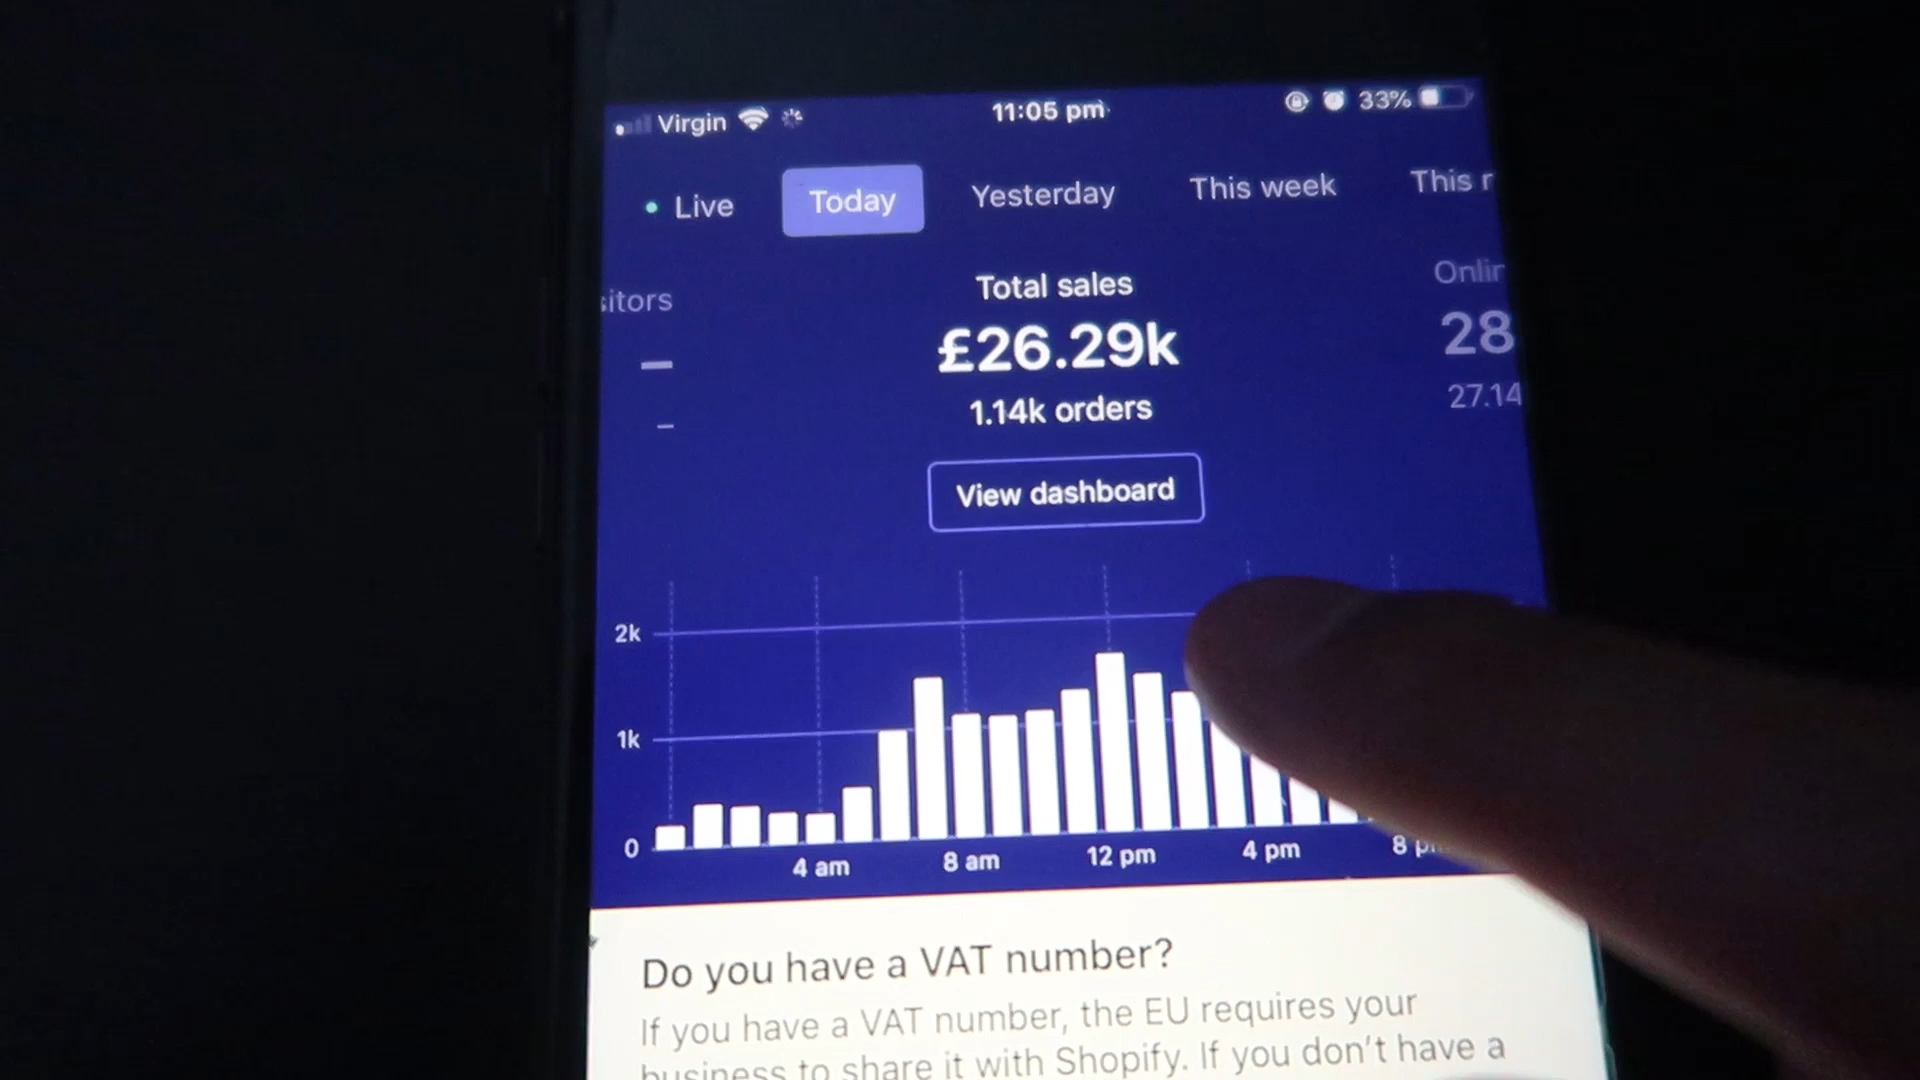 Virgin 11:05 pm 33%
Live Today Yesterday This week This
Total sales
£26.29k
1.14k orders
28
27.14
View dashboard
2k
1k
0
4 am 8 am 12 pm 4 pm 8
Do you have a VAT number?
If you have a VAT number, the EU requires your
business to share it with Shopify. If you don't have a